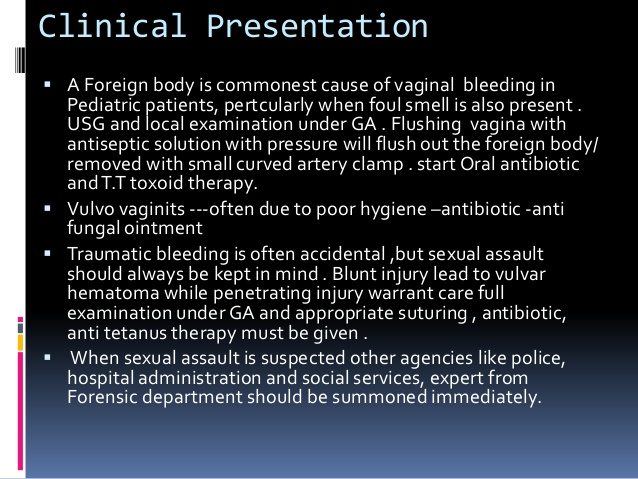 Clinical Presentation
▪ A Foreign body is commonest cause of vaginal bleeding in
Pediatric patients, pertcularly when foul smell is also present .
USG and local examination under GA . Flushing vagina with
antiseptic solution with pressure will flush out the foreign body/
removed with small curved artery clamp . start Oral antibiotic
and T.T toxoid therapy.
▪ Vulvo vaginits ---often due to poor hygiene –antibiotic -anti
fungal ointment
▪ Traumatic bleeding is often accidental ,but sexual assault
should always be kept in mind . Blunt injury lead to vulvar
hematoma while penetrating injury warrant care full
examination under GA and appropriate suturing , antibiotic,
anti tetanus therapy must be given .
▪ When sexual assault is suspected other agencies like police,
hospital administration and social services, expert from
Forensic department should be summoned immediately.